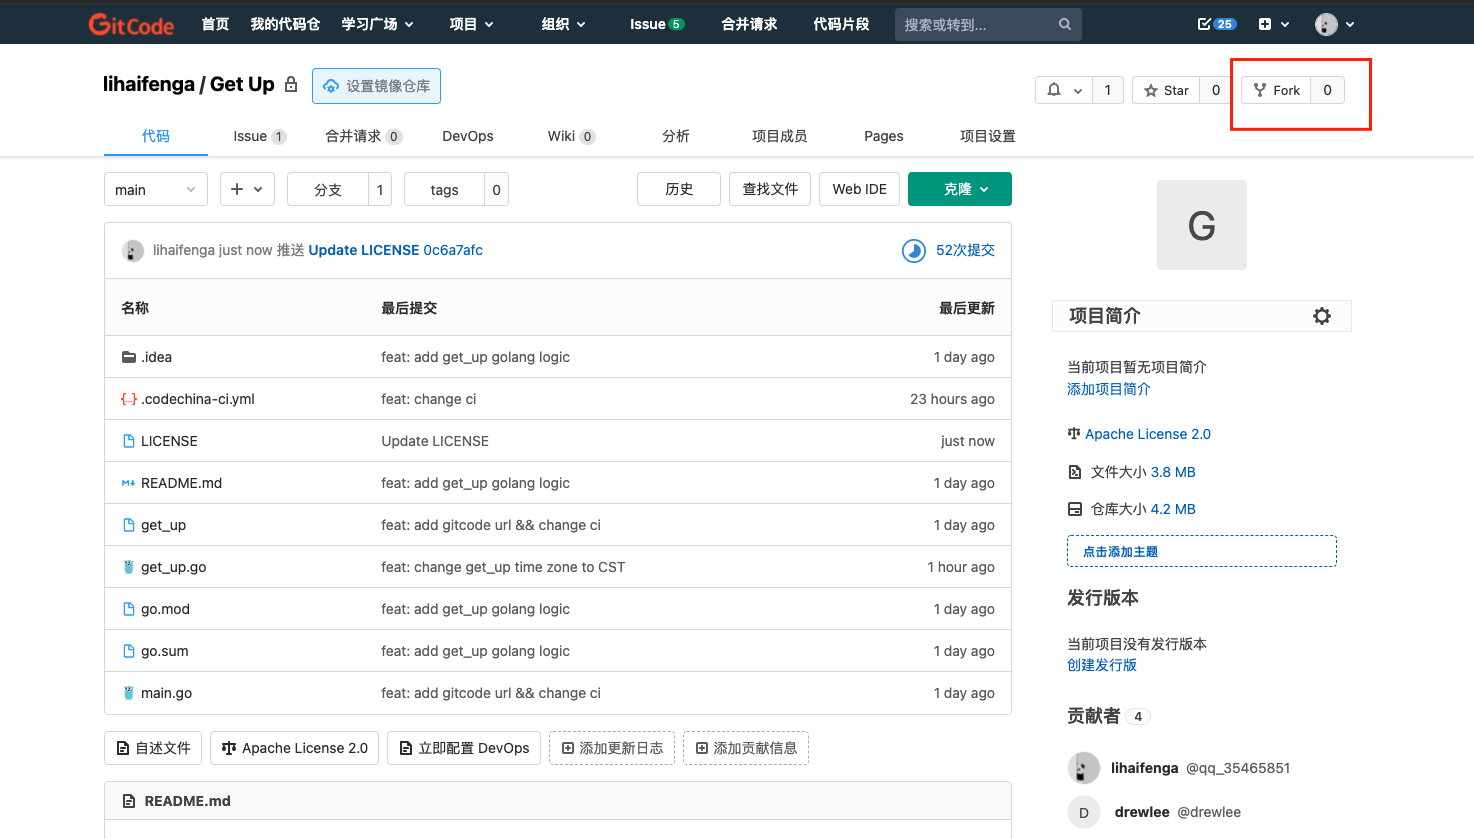 GitCode 首页 我的代码仓 学习广场 项目 组织 Issue 5 合并请求 代码片段 搜索或转到... 25
lihaifenga / Get Up 设置镜像仓库 1 Star 0 Fork 0
代码 Issue 1 合并请求 0 DevOps Wiki 0 分析 项目成员 Pages 项目设置
main 分支 1 tags 0 历史 查找文件 Web IDE 克隆
lihaifenga just now 推送 Update LICENSE 0c6a7afc 52次提交
名称 最后提交 最后更新
.idea feat: add get_up golang logic 1 day ago
{..} .codechina-ci.yml feat: change ci 23 hours ago
LICENSE Update LICENSE just now
M↓ README.md feat: add get_up golang logic 1 day ago
get_up feat: add gitcode url && change ci 1 day ago
get_up.go feat: change get_up time zone to CST 1 hour ago
go.mod feat: add get_up golang logic 1 day ago
go.sum feat: add get_up golang logic 1 day ago
main.go feat: add gitcode url && change ci 1 day ago
自述文件 Apache License 2.0 立即配置 DevOps 添加更新日志 添加贡献信息
README.md
G
项目简介
当前项目暂无项目简介
添加项目简介
Apache License 2.0
文件大小 3.8 MB
仓库大小 4.2 MB
点击添加主题
发行版本
当前项目没有发行版本
创建发行版
贡献者 4
lihaifenga @qq_35465851
D drewlee @drewlee